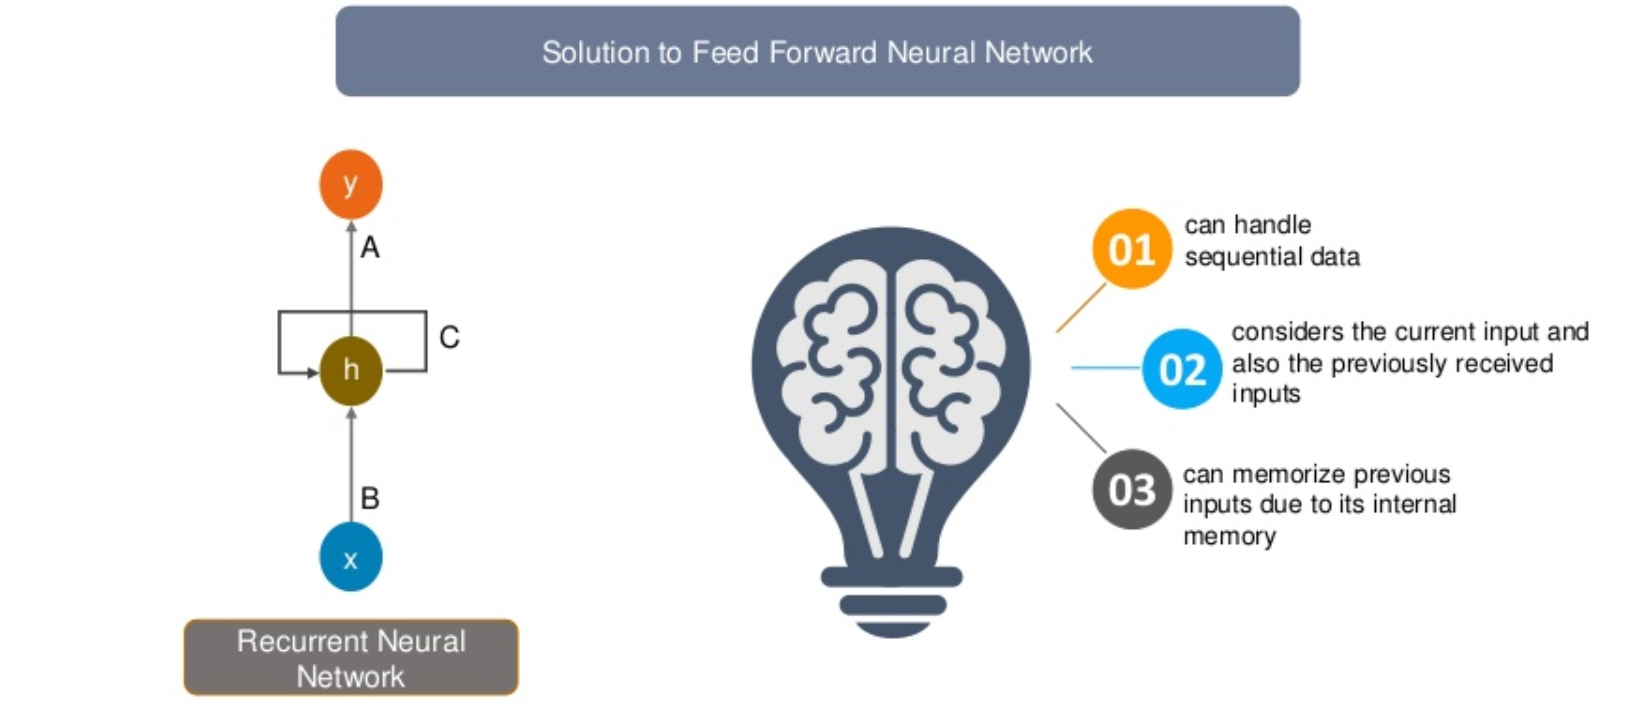 Solution to Feed Forward Neural Network
y
A
C
h
B
x
Recurrent Neural
Network
01
can handle
sequential data
02
considers the current input and
also the previously received
inputs
03
can memorize previous
inputs due to its internal
memory